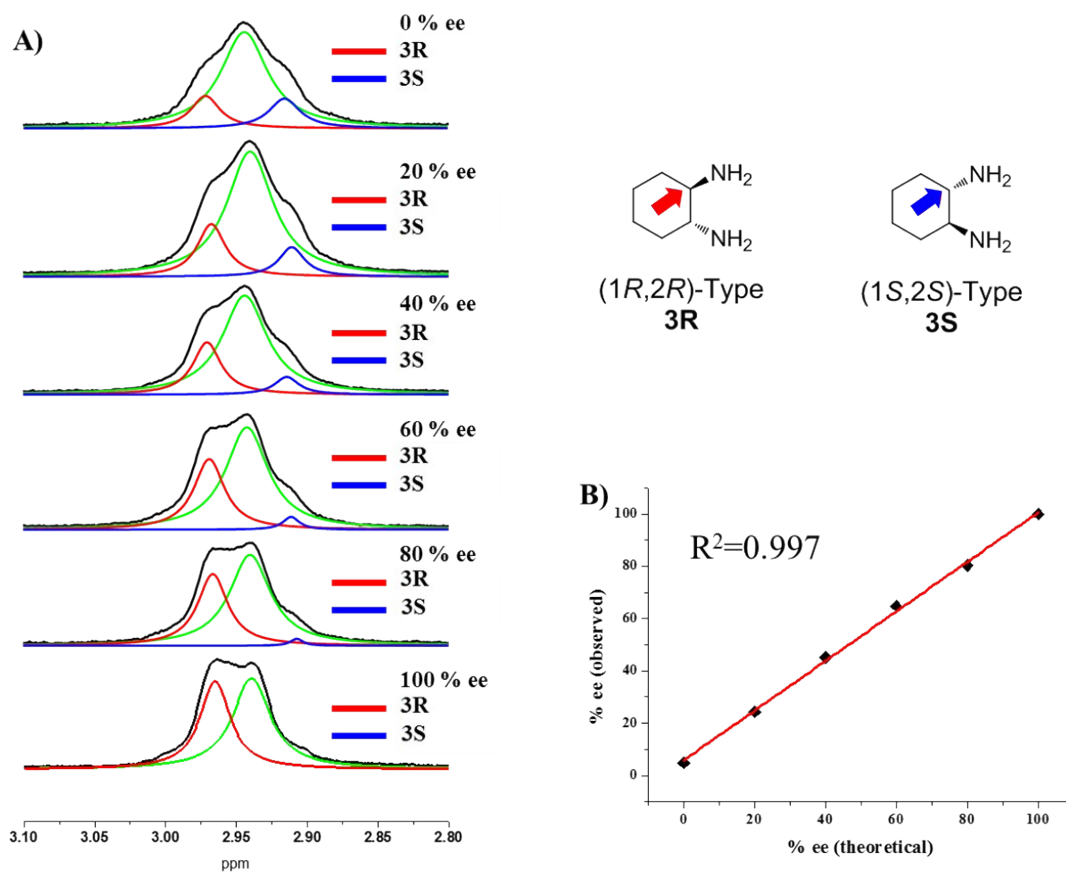 A)
0 % ee
3R
3S
20 % ee
3R
3S
40 % ee
3R
3S
60 % ee
3R
3S
80 % ee
3R
3S
100 % ee
3R
3S
3.10 3.05 3.00 2.95 2.90 2.85 2.80
ppm
NH2
NH2
(1R,2R)-Type
3R
NH2
NH2
(1S,2S)-Type
3S
B)
R²=0.997
% ee (observed)
100
80
60
40
20
0
0 20 40 60 80 100
% ee (theoretical)